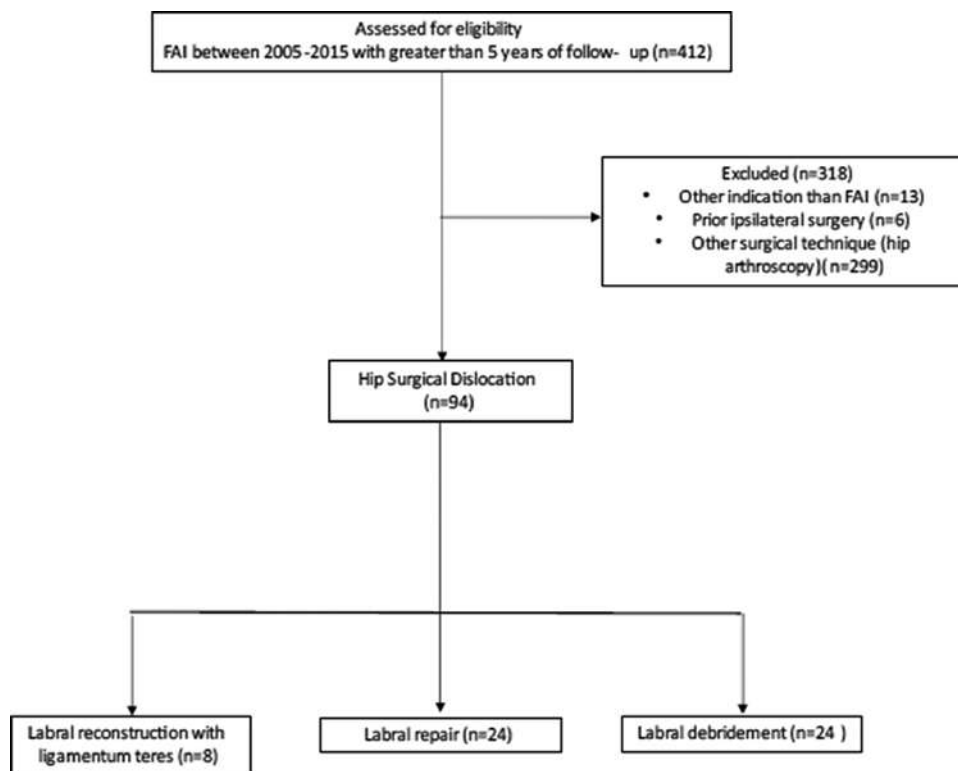 Assessed for eligibility
FAI between 2005-2015 with greater than 5 years of follow- up (n=412)
Excluded (n=318)
• Other indication than FAI (n=13)
• Prior ipsilateral surgery (n=6)
• Other surgical technique (hip
arthroscopy)( n=299)
Hip Surgical Dislocation
(n=94)
Labral reconstruction with
ligamentum teres (n=8)
Labral repair (n=24)
Labral debridement (n=24 )